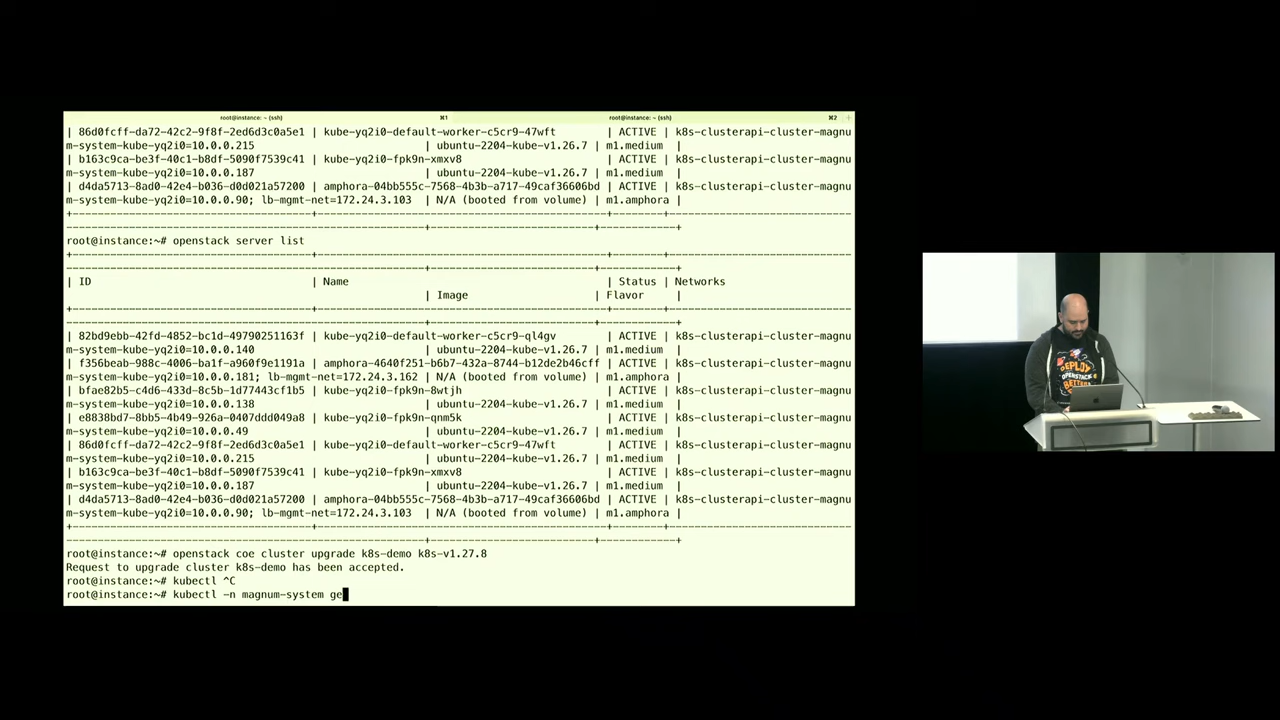 root@instance: ~ (ssh) ⌘1 root@instance: ~ (ssh) ⌘2 +
| 86d0fcff-da72-42c2-9f8f-2ed6d3c0a5e1 | kube-yq2i0-default-worker-c5cr9-47wft | ACTIVE | k8s-clusterapi-cluster-magnu
m-system-kube-yq2i0=10.0.0.215 | ubuntu-2204-kube-v1.26.7 | m1.medium |
| b163c9ca-be3f-40c1-b8df-5090f7539c41 | kube-yq2i0-fpk9n-xmxv8 | ACTIVE | k8s-clusterapi-cluster-magnu
m-system-kube-yq2i0=10.0.0.187 | ubuntu-2204-kube-v1.26.7 | m1.medium |
| d4da5713-8ad0-42e4-b036-d0d021a57200 | amphora-04bb555c-7568-4b3b-a717-49caf36606bd | ACTIVE | k8s-clusterapi-cluster-magnu
m-system-kube-yq2i0=10.0.0.90; lb-mgmt-net=172.24.3.103 | N/A (booted from volume) | m1.amphora |
root@instance:~# openstack server list
| ID | Name | Status | Networks
| Image | Flavor |
| 82bd9ebb-42fd-4852-bc1d-49790251163f | kube-yq2i0-default-worker-c5cr9-ql4gv | ACTIVE | k8s-clusterapi-cluster-magnu
m-system-kube-yq2i0=10.0.0.140 | ubuntu-2204-kube-v1.26.7 | m1.medium |
| f356beab-988c-4006-ba1f-a960f9e1191a | amphora-4640f251-b6b7-432a-8744-b12de2b46cff | ACTIVE | k8s-clusterapi-cluster-magnu
m-system-kube-yq2i0=10.0.0.181; lb-mgmt-net=172.24.3.162 | N/A (booted from volume) | m1.amphora |
| bfae82b5-c4d6-433d-8c5b-1d77443cf1b5 | kube-yq2i0-fpk9n-8wtjh | ACTIVE | k8s-clusterapi-cluster-magnu
m-system-kube-yq2i0=10.0.0.138 | ubuntu-2204-kube-v1.26.7 | m1.medium |
| e8838bd7-8bb5-4b49-926a-0407ddd049a8 | kube-yq2i0-fpk9n-qnm5k | ACTIVE | k8s-clusterapi-cluster-magnu
m-system-kube-yq2i0=10.0.0.49 | ubuntu-2204-kube-v1.26.7 | m1.medium |
| 86d0fcff-da72-42c2-9f8f-2ed6d3c0a5e1 | kube-yq2i0-default-worker-c5cr9-47wft | ACTIVE | k8s-clusterapi-cluster-magnu
m-system-kube-yq2i0=10.0.0.215 | ubuntu-2204-kube-v1.26.7 | m1.medium |
| b163c9ca-be3f-40c1-b8df-5090f7539c41 | kube-yq2i0-fpk9n-xmxv8 | ACTIVE | k8s-clusterapi-cluster-magnu
m-system-kube-yq2i0=10.0.0.187 | ubuntu-2204-kube-v1.26.7 | m1.medium |
| d4da5713-8ad0-42e4-b036-d0d021a57200 | amphora-04bb555c-7568-4b3b-a717-49caf36606bd | ACTIVE | k8s-clusterapi-cluster-magnu
m-system-kube-yq2i0=10.0.0.90; lb-mgmt-net=172.24.3.103 | N/A (booted from volume) | m1.amphora |
root@instance:~# openstack coe cluster upgrade k8s-demo k8s-v1.27.8
Request to upgrade cluster k8s-demo has been accepted.
root@instance:~# kubectl ^C
root@instance:~# kubectl -n magnum-system ge
DEPLOY
OPENSTACK
BETTER